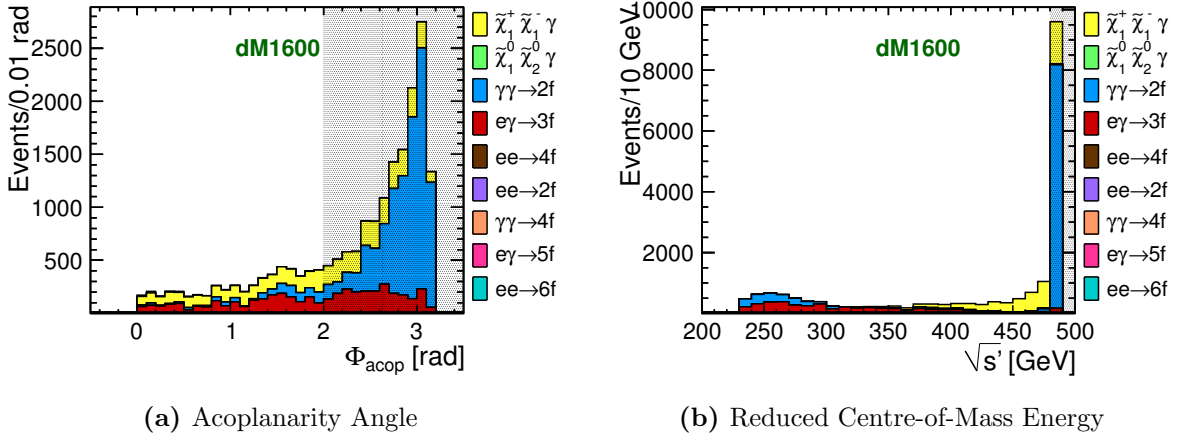 Events/0.01 rad
2500
2000
1500
1000
500
0
1
2
3
Φ_acop [rad]
dM1600
χ̃₁⁺ χ̃₁⁻ γ
χ̃₁⁰ χ̃₂⁰ γ
γγ→2f
eγ→3f
ee→4f
ee→2f
γγ→4f
eγ→5f
ee→6f
(a) Acoplanarity Angle
Events/10 GeV
10000
8000
6000
4000
2000
200
250
300
350
400
450
500
√s' [GeV]
dM1600
χ̃₁⁺ χ̃₁⁻ γ
χ̃₁⁰ χ̃₂⁰ γ
γγ→2f
eγ→3f
ee→4f
ee→2f
γγ→4f
eγ→5f
ee→6f
(b) Reduced Centre-of-Mass Energy